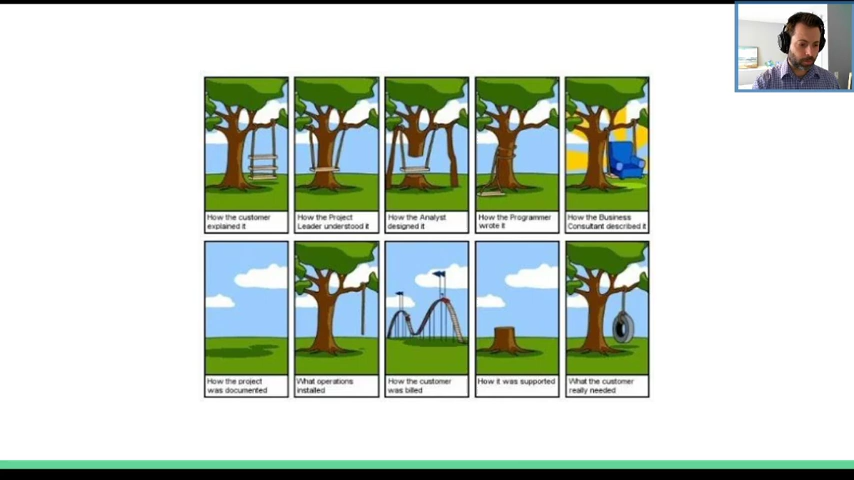 How the customer
explained it
How the Project
Leader understood it
How the Analyst
designed it
How the Programmer
wrote it
How the Business
Consultant described it
How the project
was documented
What operations
installed
How the customer
was billed
How it was supported
What the customer
really needed